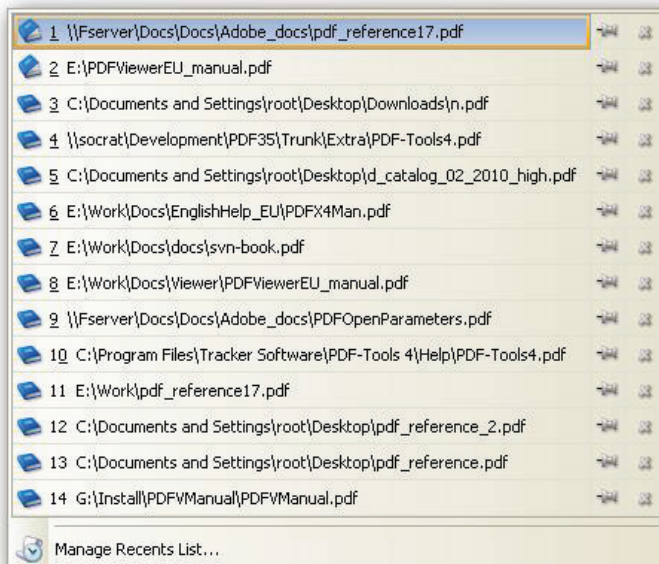 1 \\Fserver\Docs\Docs\Adobe_docs\pdf_reference17.pdf
2 E:\PDFViewerEU_manual.pdf
3 C:\Documents and Settings\root\Desktop\Downloads\n.pdf
4 \\socrat\Development\PDF35\Trunk\Extra\PDF-Tools4.pdf
5 C:\Documents and Settings\root\Desktop\d_catalog_02_2010_high.pdf
6 E:\Work\Docs\EnglishHelp_EU\PDFX4Man.pdf
7 E:\Work\Docs\docs\svn-book.pdf
8 E:\Work\Docs\Viewer\PDFViewerEU_manual.pdf
9 \\Fserver\Docs\Docs\Adobe_docs\PDFOpenParameters.pdf
10 C:\Program Files\Tracker Software\PDF-Tools 4\Help\PDF-Tools4.pdf
11 E:\Work\pdf_reference17.pdf
12 C:\Documents and Settings\root\Desktop\pdf_reference_2.pdf
13 C:\Documents and Settings\root\Desktop\pdf_reference.pdf
14 G:\Install\PDFVManual\PDFVManual.pdf
Manage Recents List...